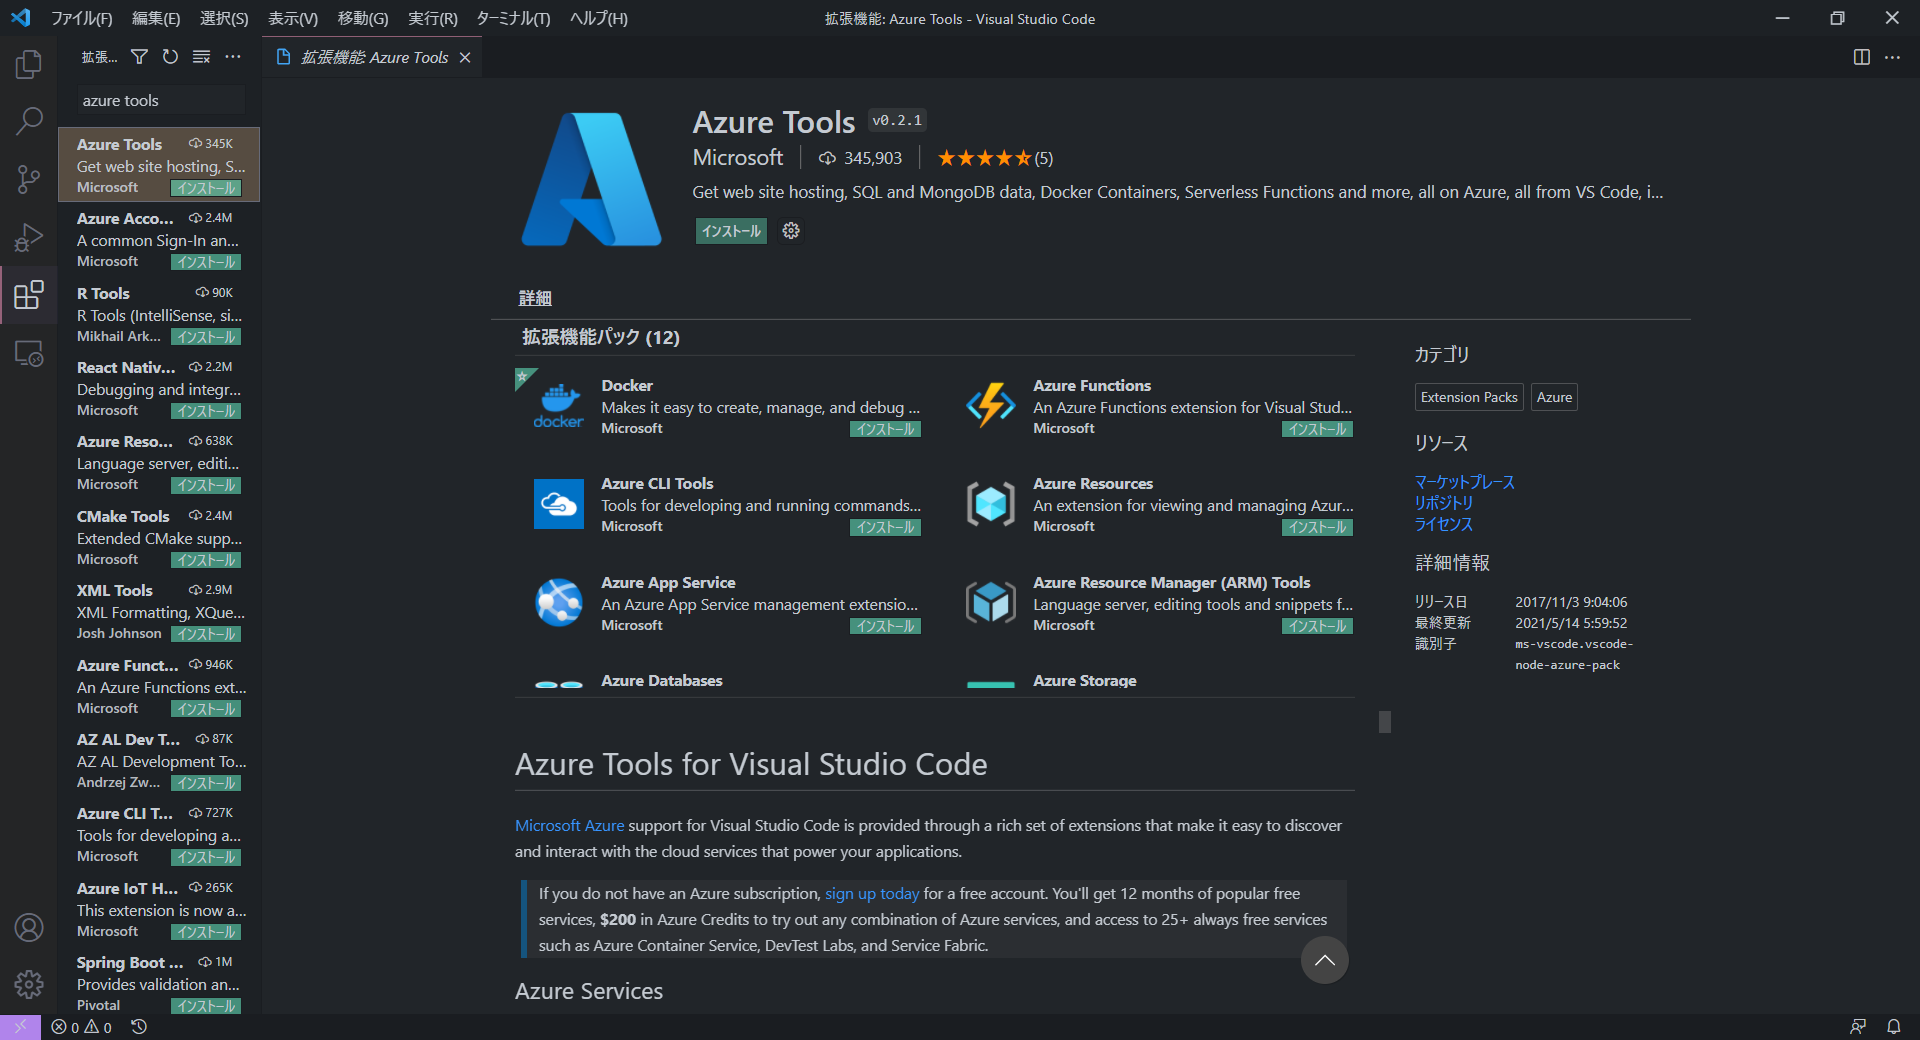 ファイル(F) 編集(E) 選択(S) 表示(V) 移動(G) 実行(R) ターミナル(T) ヘルプ(H)
拡張機能: Azure Tools - Visual Studio Code
拡張...
azure tools
Azure Tools 345K
Get web site hosting, S...
Microsoft インストール
Azure Acco... 2.4M
A common Sign-In an...
Microsoft インストール
R Tools 90K
R Tools (IntelliSense, si...
Mikhail Ark... インストール
React Nativ... 2.2M
Debugging and integr...
Microsoft インストール
Azure Reso... 638K
Language server, editi...
Microsoft インストール
CMake Tools 2.4M
Extended CMake supp...
Microsoft インストール
XML Tools 2.9M
XML Formatting, XQue...
Josh Johnson インストール
Azure Funct... 946K
An Azure Functions ext...
Microsoft インストール
AZ AL Dev T... 87K
AZ AL Development To...
Andrzej Zw... インストール
Azure CLI T... 727K
Tools for developing a...
Microsoft インストール
Azure IoT H... 265K
This extension is now a...
Microsoft インストール
Spring Boot ... 1M
Provides validation an...
Pivotal インストール
拡張機能: Azure Tools
Azure Tools v0.2.1
Microsoft 345,903 (5)
Get web site hosting, SQL and MongoDB data, Docker Containers, Serverless Functions and more, all on Azure, all from VS Code, i...
インストール
詳細
拡張機能パック (12)
docker
Docker
Makes it easy to create, manage, and debug ...
Microsoft インストール
Azure Functions
An Azure Functions extension for Visual Stud...
Microsoft インストール
Azure CLI Tools
Tools for developing and running commands...
Microsoft インストール
Azure Resources
An extension for viewing and managing Azur...
Microsoft インストール
Azure App Service
An Azure App Service management extensio...
Microsoft インストール
Azure Resource Manager (ARM) Tools
Language server, editing tools and snippets f...
Microsoft インストール
Azure Databases
Azure Storage
Azure Tools for Visual Studio Code
Microsoft Azure support for Visual Studio Code is provided through a rich set of extensions that make it easy to discover
and interact with the cloud services that power your applications.
If you do not have an Azure subscription, sign up today for a free account. You'll get 12 months of popular free
services, $200 in Azure Credits to try out any combination of Azure services, and access to 25+ always free services
such as Azure Container Service, DevTest Labs, and Service Fabric.
Azure Services
カテゴリ
Extension Packs Azure
リソース
マーケットプレース
リポジトリ
ライセンス
詳細情報
リリース日 2017/11/3 9:04:06
最終更新 2021/5/14 5:59:52
識別子 ms-vscode.vscode-
node-azure-pack
0 0